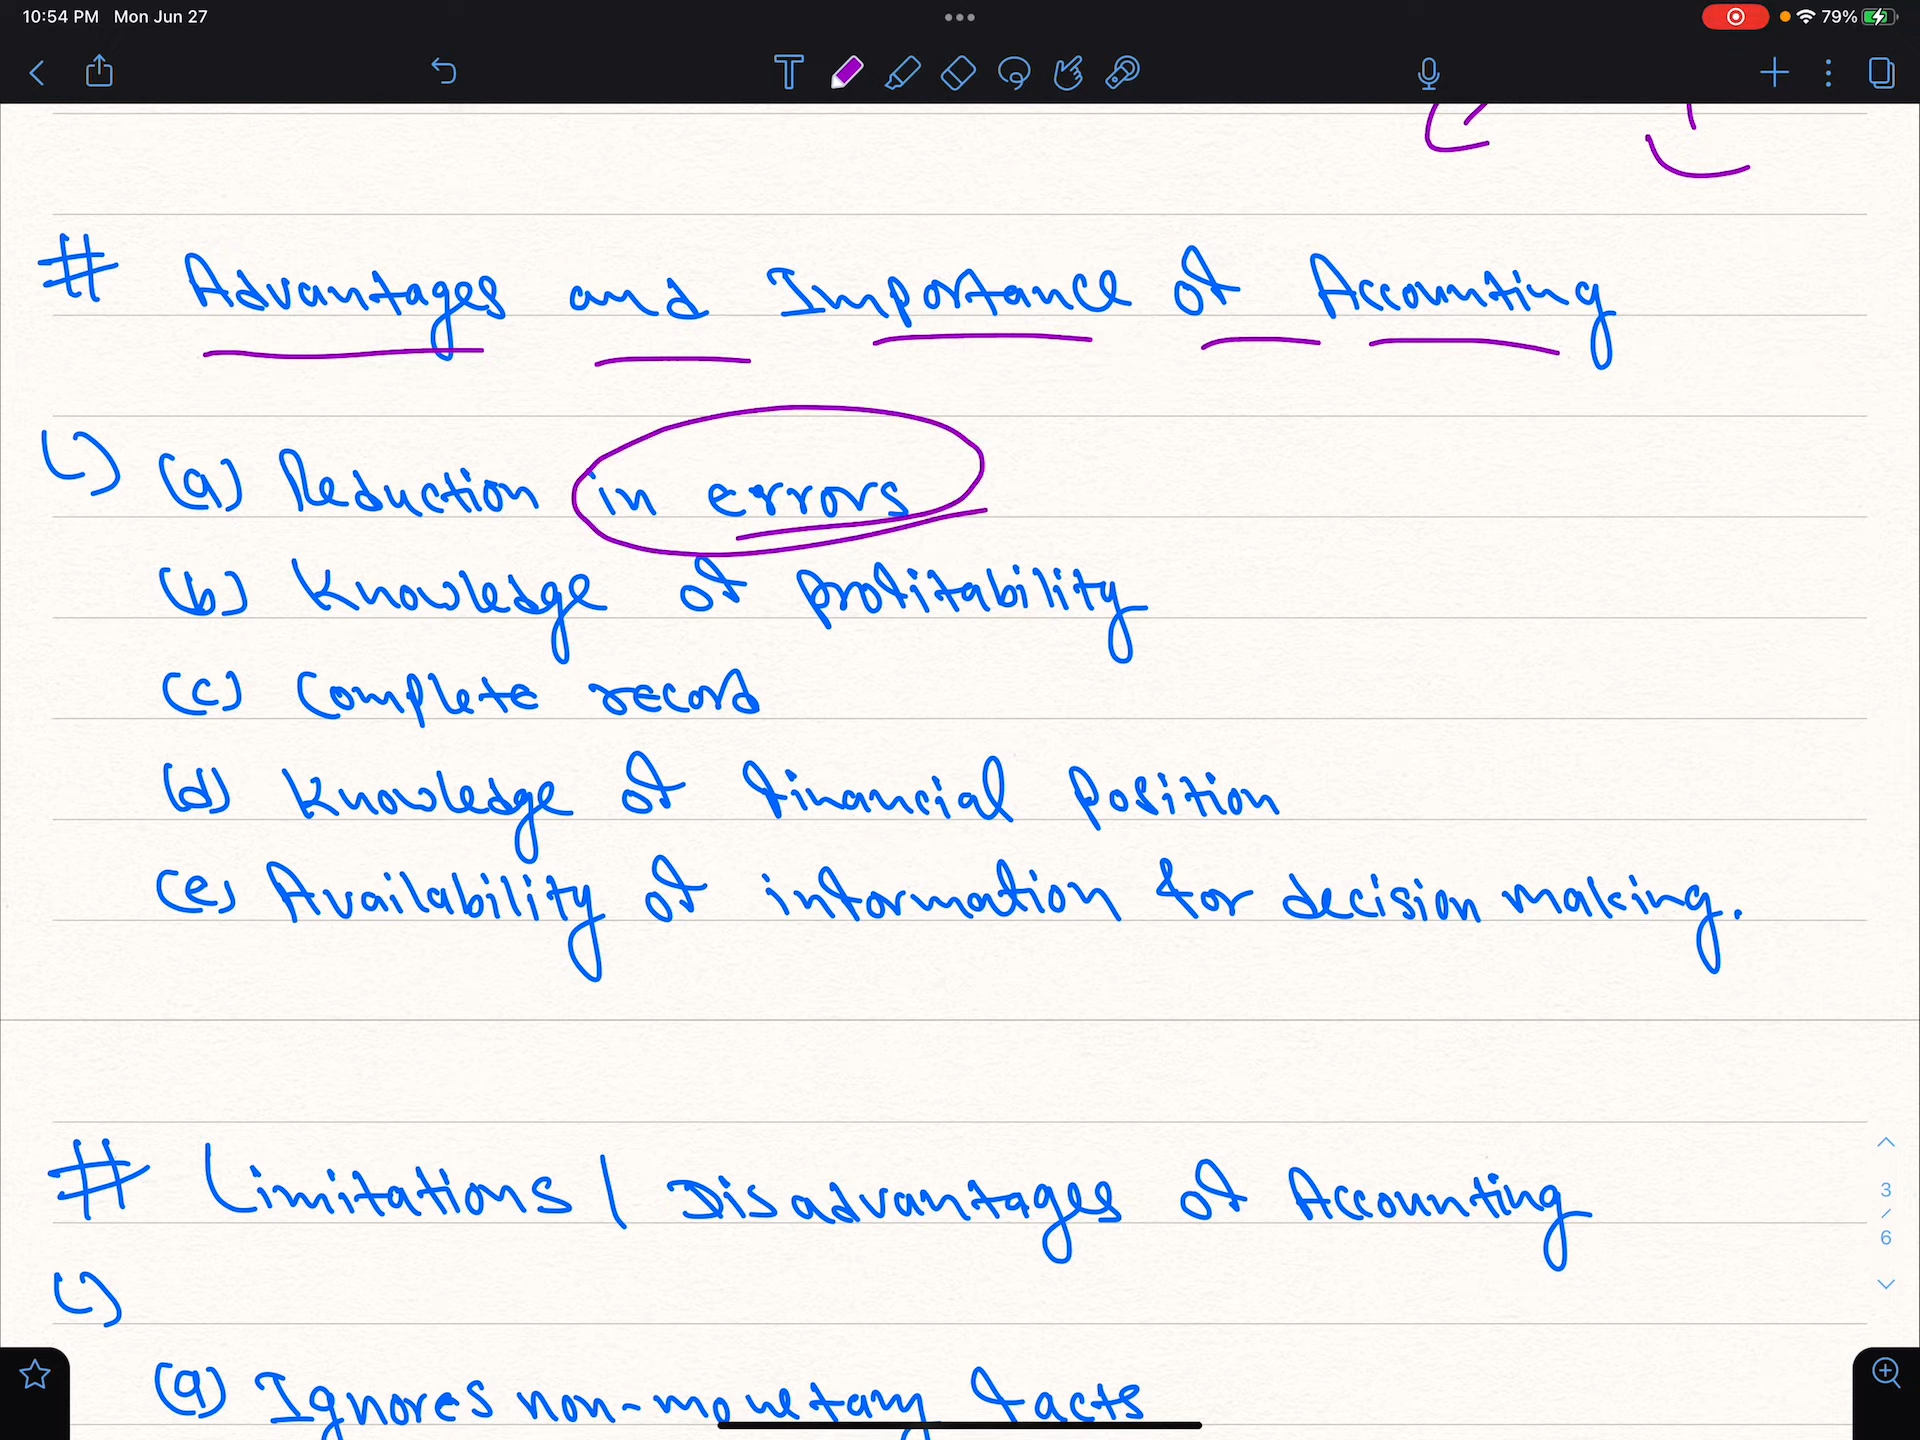 10:54 PM Mon Jun 27
79%
# Advantages and Importance of Accounting
(a) Reduction in errors
(b) Knowledge of profitability
(c) Complete record
(d) Knowledge of financial position
(e) Availability of information for decision making.
# Limitations / Disadvantages of Accounting
3
/
6
(a) Ignores non-monetary facts